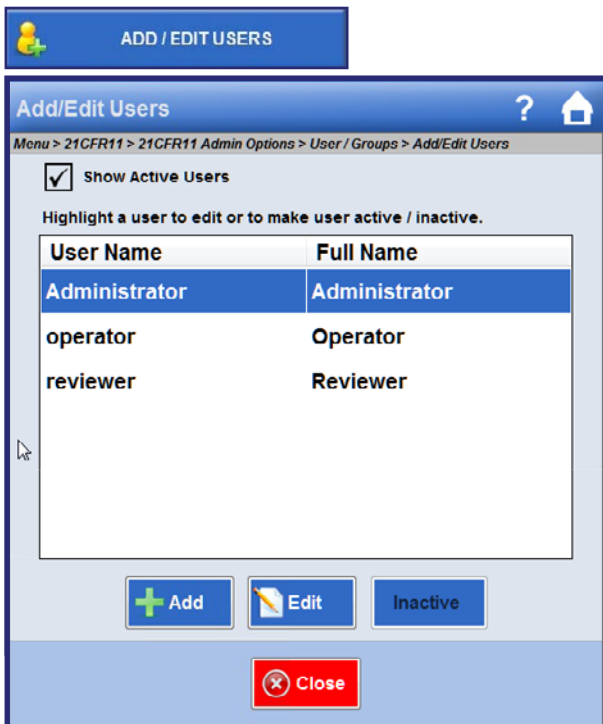 ADD / EDIT USERS
Add/Edit Users ?
Menu > 21CFR11 > 21CFR11 Admin Options > User / Groups > Add/Edit Users
Show Active Users
Highlight a user to edit or to make user active / inactive.
User Name Full Name
Administrator Administrator
operator Operator
reviewer Reviewer
Add Edit Inactive
Close